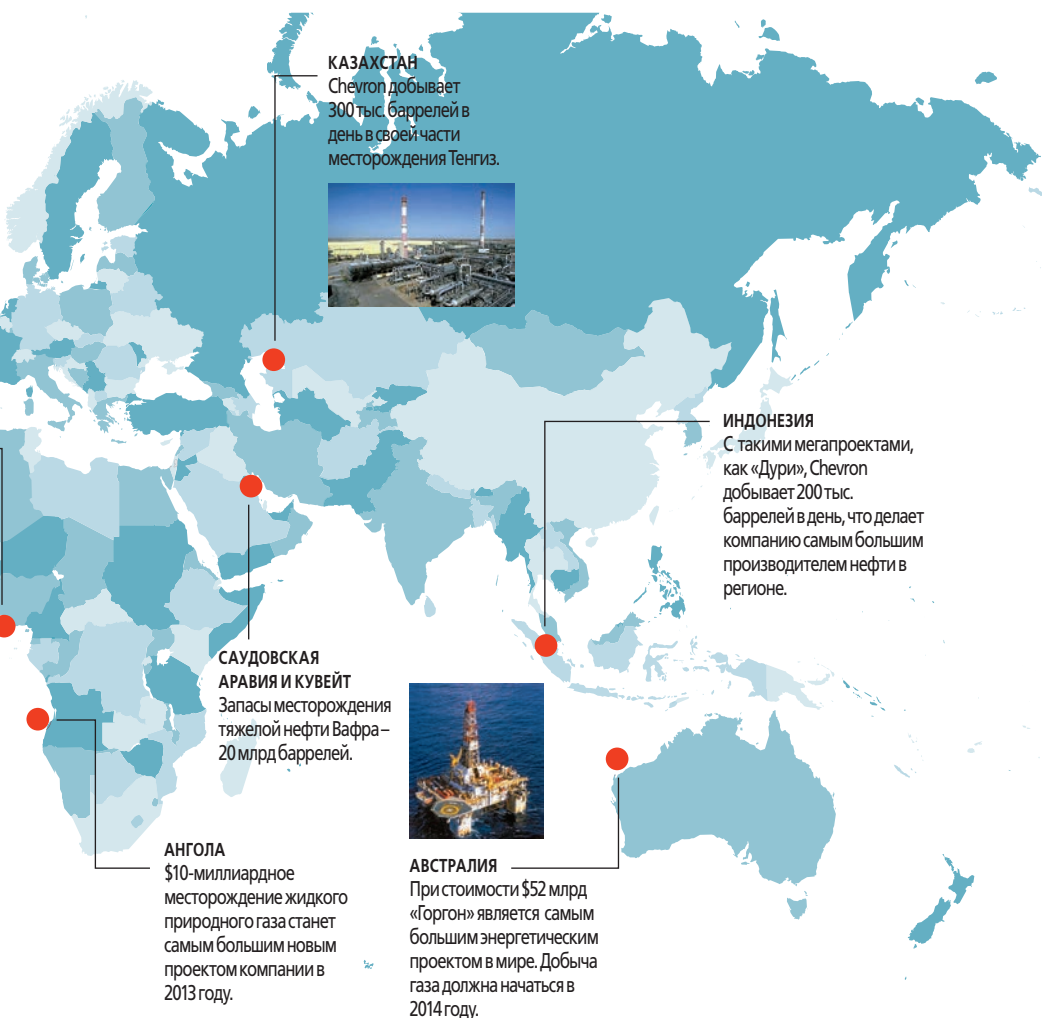 КАЗАХСТАН
Chevron добывает
300 тыс. баррелей в
день в своей части
месторождения Тенгиз.
ИНДОНЕЗИЯ
С такими мегапроектами,
как «Дури», Chevron
добывает 200 тыс.
баррелей в день, что делает
компанию самым большим
производителем нефти в
регионе.
САУДОВСКАЯ
АРАВИЯ И КУВЕЙТ
Запасы месторождения
тяжелой нефти Вафра –
20 млрд баррелей.
АНГОЛА
$10-миллиардное
месторождение жидкого
природного газа станет
самым большим новым
проектом компании в
2013 году.
АВСТРАЛИЯ
При стоимости $52 млрд
«Горгон» является самым
большим энергетическим
проектом в мире. Добыча
газа должна начаться в
2014 году.